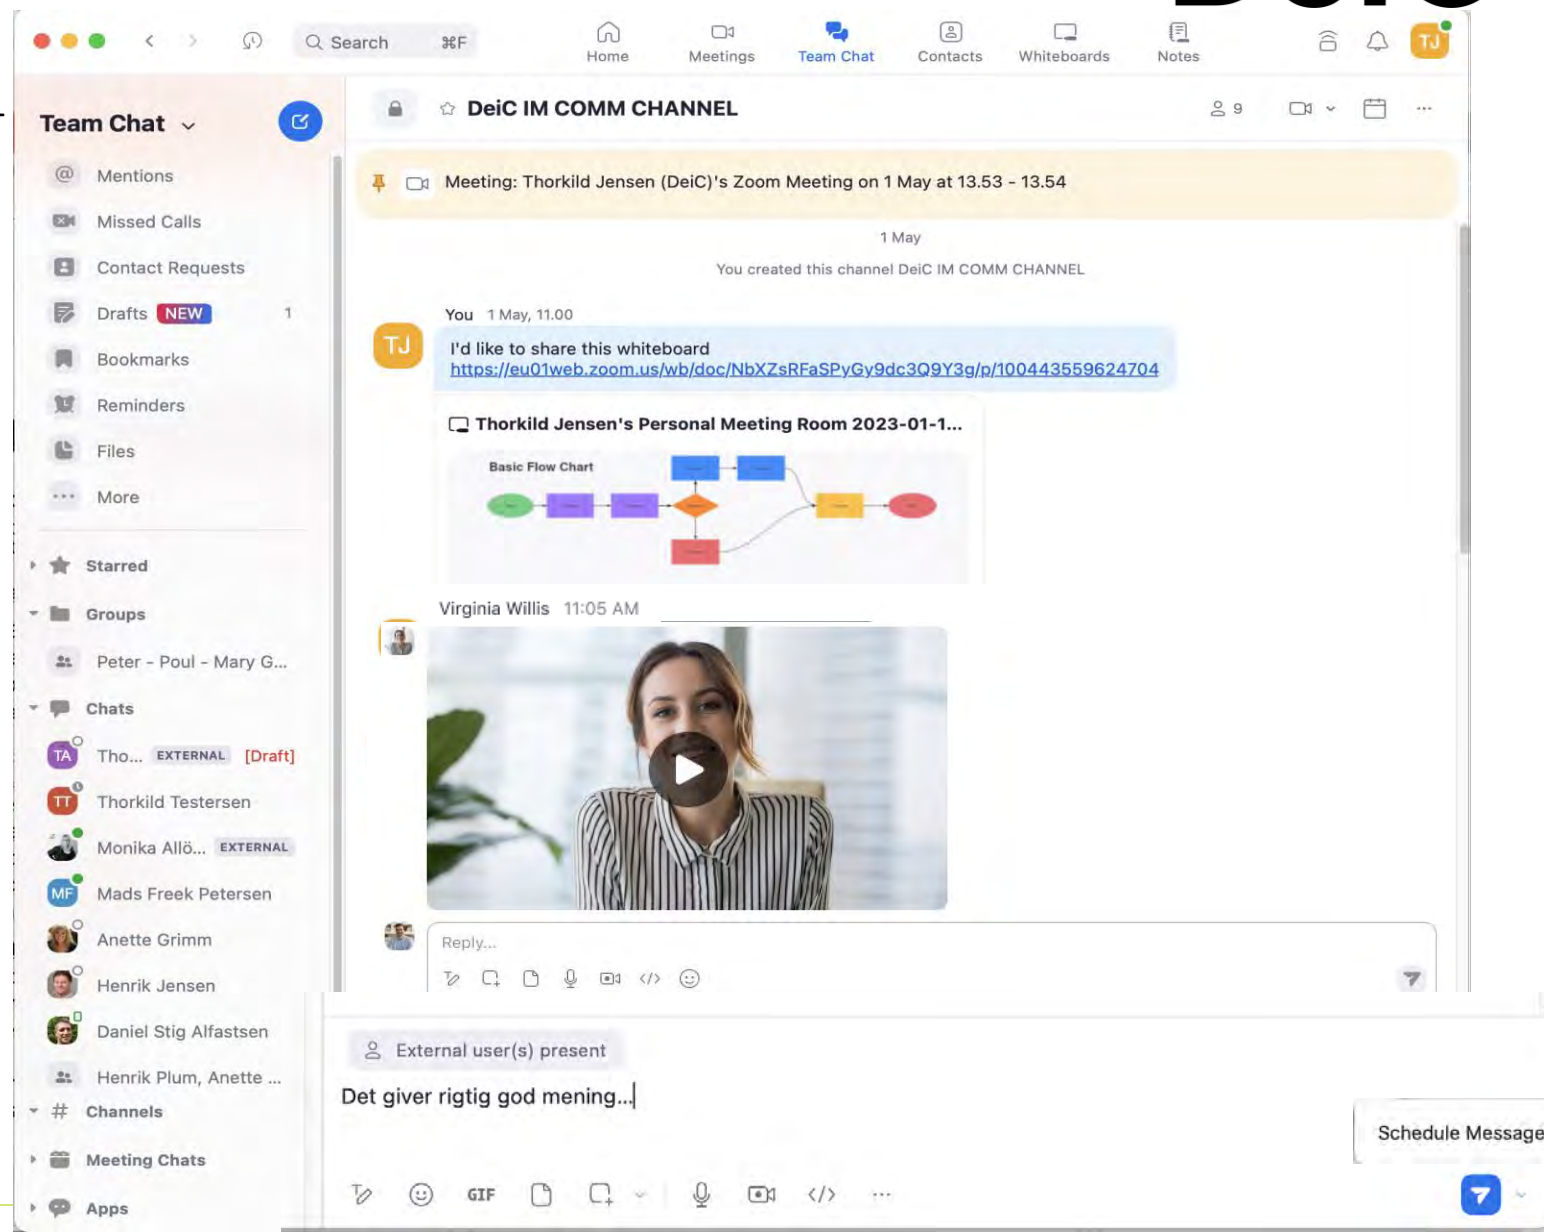 DeiC
Search ⌘F
Home
Meetings
Team Chat
Contacts
Whiteboards
Notes
TJ
Team Chat
Mentions
Missed Calls
Contact Requests
Drafts NEW 1
Bookmarks
Reminders
Files
More
Starred
Groups
Peter - Poul - Mary G...
Chats
TA Tho... EXTERNAL [Draft]
TT Thorkild Testersen
Monika Allö... EXTERNAL
MF Mads Freek Petersen
Anette Grimm
Henrik Jensen
Daniel Stig Alfastsen
Henrik Plum, Anette ...
# Channels
Meeting Chats
Apps
DeiC IM COMM CHANNEL
9
Meeting: Thorkild Jensen (DeiC)'s Zoom Meeting on 1 May at 13.53 - 13.54
1 May
You created this channel DeiC IM COMM CHANNEL
You 1 May, 11.00
TJ
I'd like to share this whiteboard
https://eu01web.zoom.us/wb/doc/NbXZsRFaSPyGy9dc3Q9Y3g/p/100443559624704
Thorkild Jensen's Personal Meeting Room 2023-01-1...
Basic Flow Chart
Virginia Willis 11:05 AM
Reply...
External user(s) present
Det giver rigtig god mening...
Schedule Message
GIF